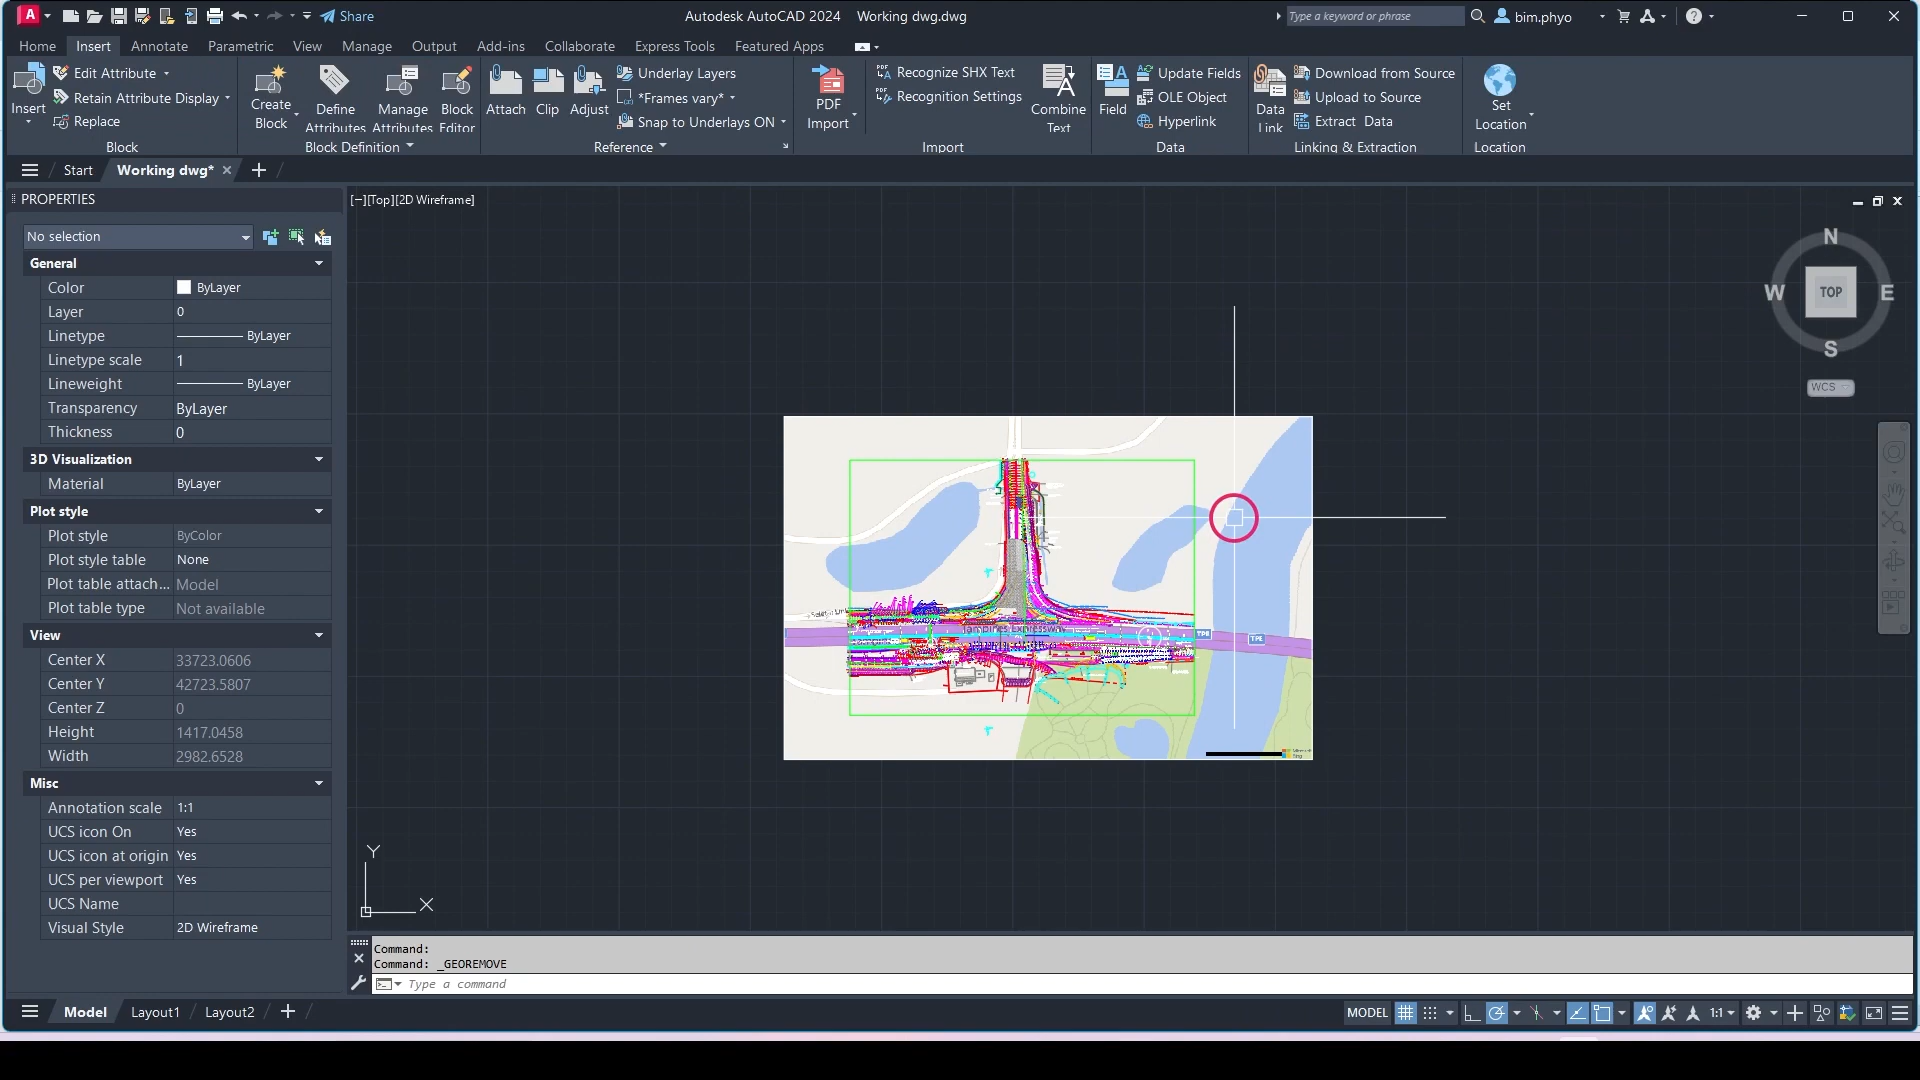 Share
Autodesk AutoCAD 2024 Working dwg.dwg
Type a keyword or phrase
bim.phyo
Home Insert Annotate Parametric View Manage Output Add-ins Collaborate Express Tools Featured Apps
Insert
Edit Attribute
Retain Attribute Display
Replace
Block
Create Block
Define Attributes
Manage Attributes
Block Editor
Block Definition
Attach
Clip
Adjust
Underlay Layers
*Frames vary*
Snap to Underlays ON
Reference
PDF Import
Recognize SHX Text
Recognition Settings
Combine Text
Import
Field
Update Fields
OLE Object
Hyperlink
Data
Data Link
Download from Source
Upload to Source
Extract Data
Linking & Extraction
Set Location
Location
Start Working dwg*
PROPERTIES
[−][Top][2D Wireframe]
No selection
General
Color ByLayer
Layer 0
Linetype ByLayer
Linetype scale 1
Lineweight ByLayer
Transparency ByLayer
Thickness 0
3D Visualization
Material ByLayer
Plot style
Plot style ByColor
Plot style table None
Plot table attach... Model
Plot table type Not available
View
Center X 33723.0606
Center Y 42723.5807
Center Z 0
Height 1417.0458
Width 2982.6528
Misc
Annotation scale 1:1
UCS icon On Yes
UCS icon at origin Yes
UCS per viewport Yes
UCS Name
Visual Style 2D Wireframe
N
W TOP E
S
WCS
TPE
TPE
Y
X
Command:
Command: _GEOREMOVE
Type a command
Model Layout1 Layout2
MODEL
1:1